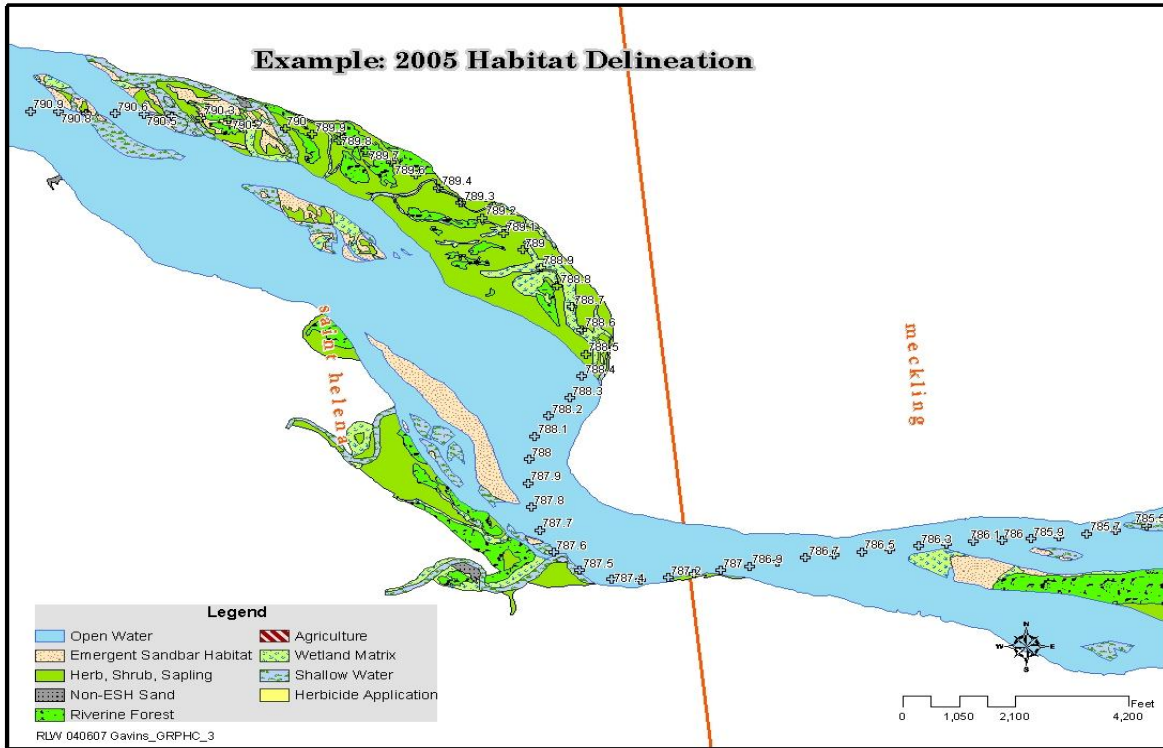 Example: 2005 Habitat Delineation
790.9
790.8
790.6
790.5
790.3
790.2
790
789.9
789.8
789.7
789.6
789.4
789.3
789.2
789.1
789
788.9
788.8
788.7
788.6
788.5
788.4
788.3
788.2
788.1
788
787.9
787.8
787.7
787.6
787.5
787.4
787.2
787
786.9
786.7
786.5
786.3
786.1
786
785.9
785.7
785.5
saint helena
meckling
Legend
Open Water
Emergent Sandbar Habitat
Herb, Shrub, Sapling
Non-ESH Sand
Riverine Forest
Agriculture
Wetland Matrix
Shallow Water
Herbicide Application
RLW 040607 Gavins_GRPHC_3
N
W
E
S
Feet
0 1,050 2,100 4,200